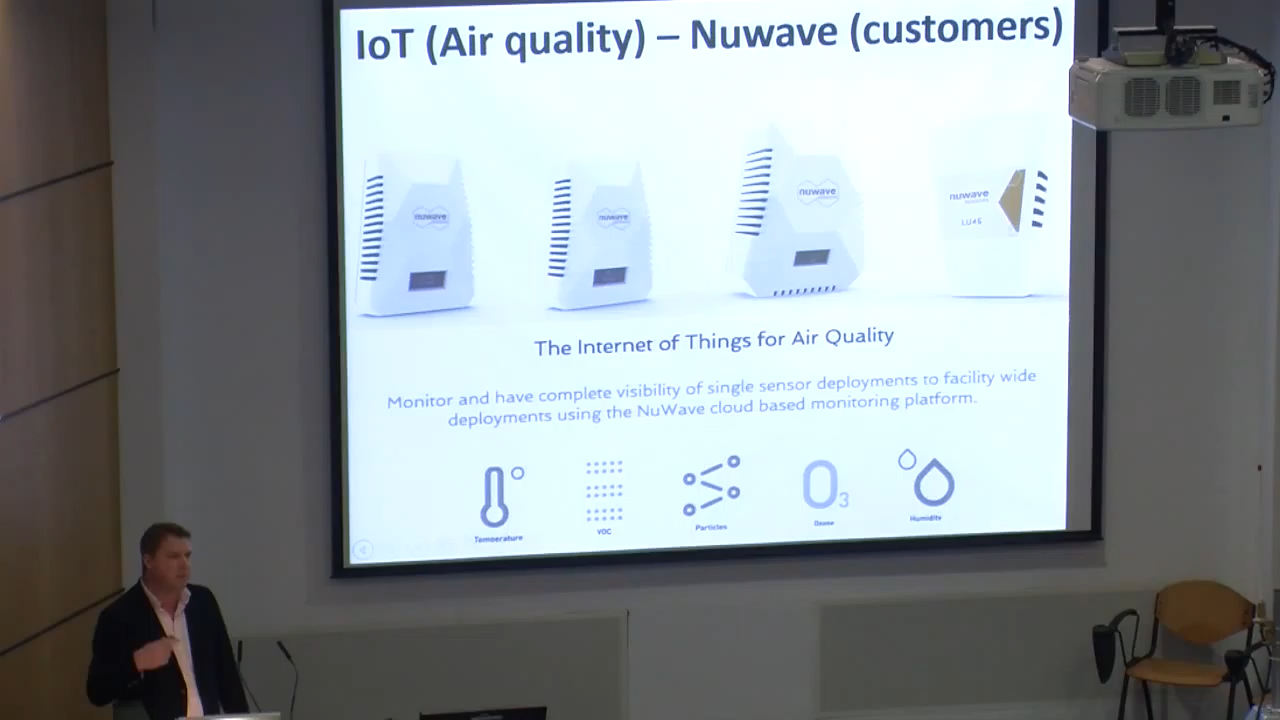 IoT (Air quality) – Nuwave (customers)
nuwave
nuwave
nuwave
nuwave
The Internet of Things for Air Quality
Monitor and have complete visibility of single sensor deployments to facility wide
deployments using the NuWave cloud based monitoring platform.
Temperature
VOC
Particles
O3
Ozone
Humidity